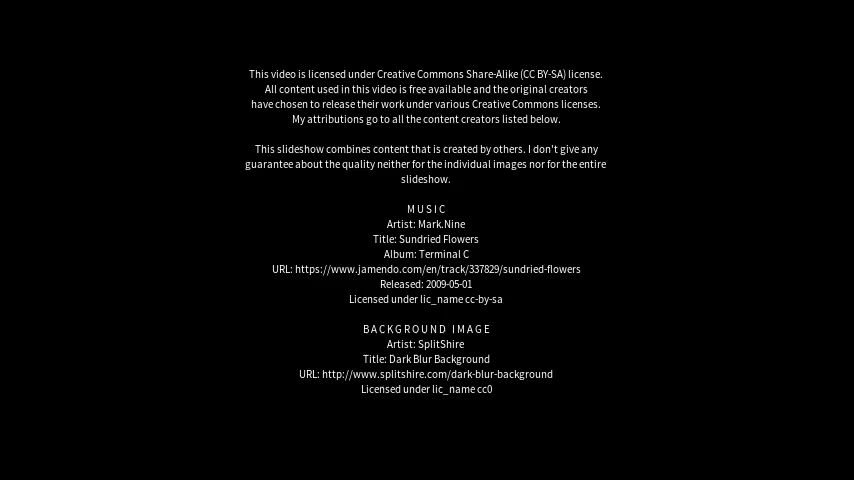 This video is licensed under Creative Commons Share-Alike (CC BY-SA) license.
All content used in this video is free available and the original creators
have chosen to release their work under various Creative Commons licenses.
My attributions go to all the content creators listed below.
This slideshow combines content that is created by others. I don't give any
guarantee about the quality neither for the individual images nor for the entire
slideshow.
MUSIC
Artist: Mark.Nine
Title: Sundried Flowers
Album: Terminal C
URL: https://www.jamendo.com/en/track/337829/sundried-flowers
Released: 2009-05-01
Licensed under lic_name cc-by-sa
BACKGROUND IMAGE
Artist: SplitShire
Title: Dark Blur Background
URL: http://www.splitshire.com/dark-blur-background
Licensed under lic_name cc0